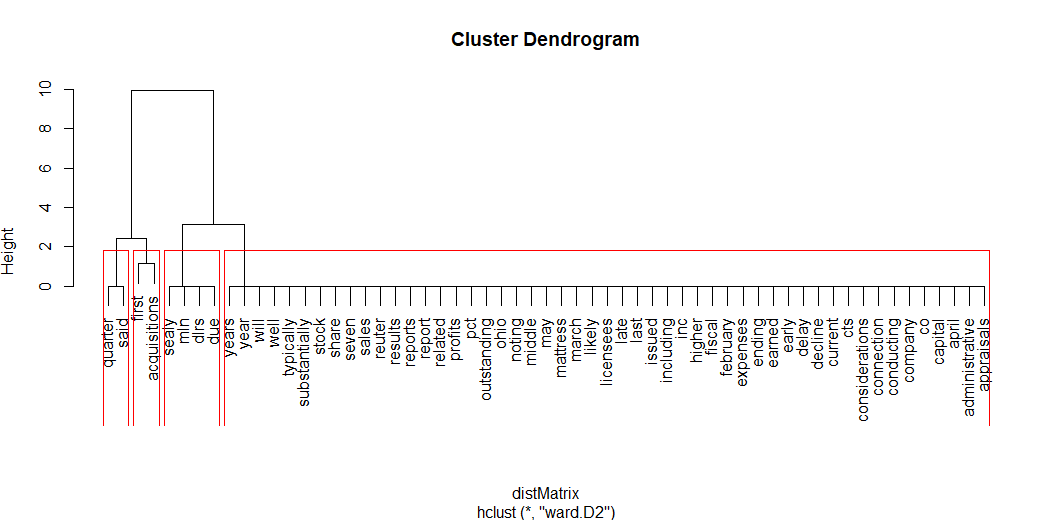 Cluster Dendrogram
Height
0
2
4
6
8
10
quarter
said
first
acquisitions
sealy
mln
dlrs
due
years
year
will
well
typically
substantially
stock
share
seven
sales
reuter
results
reports
report
related
profits
pct
outstanding
ohio
noting
middle
may
mattress
march
likely
licensees
late
last
issued
including
inc
higher
fiscal
february
expenses
ending
earned
early
delay
decline
current
cts
considerations
connection
conducting
company
co
capital
april
administrative
appraisals
distMatrix
hclust (*, "ward.D2")